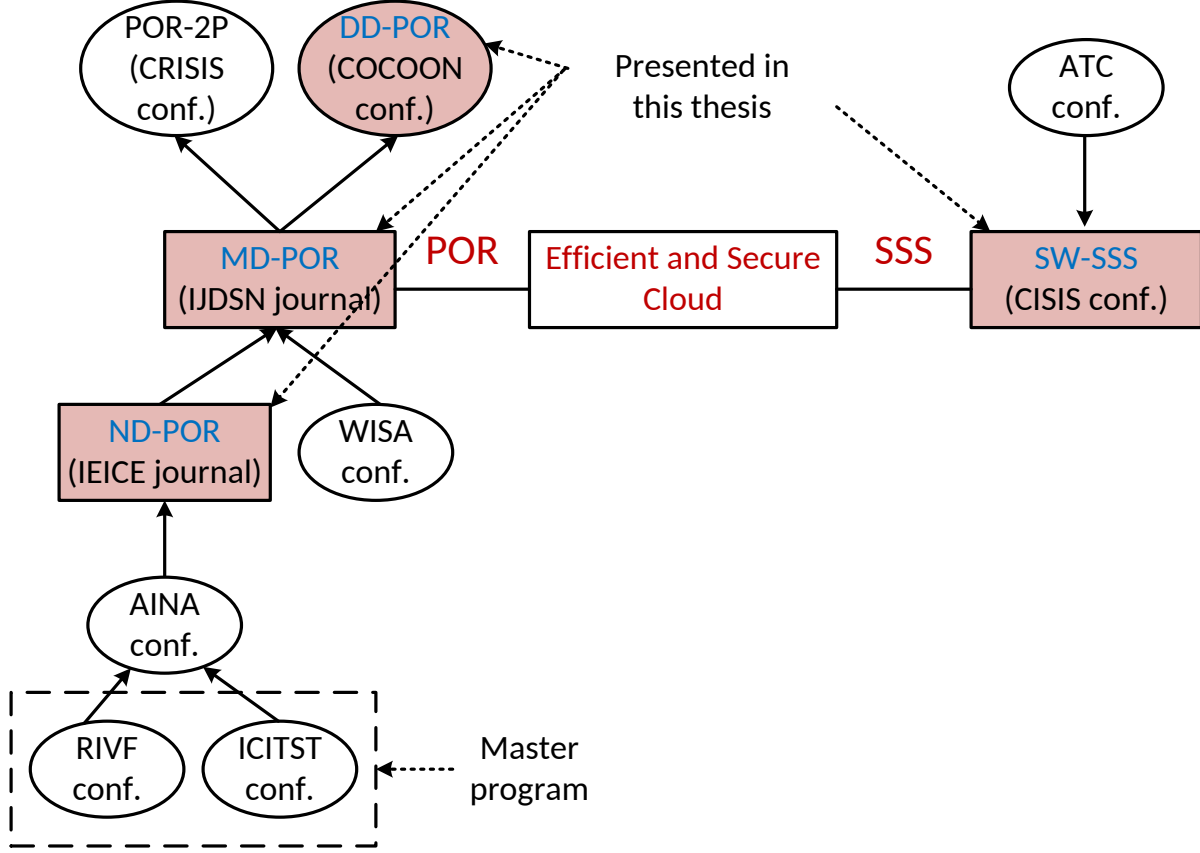 POR-2P
(CRISIS
conf.)
DD-POR
(COCOON
conf.)
Presented in
this thesis
ATC
conf.
MD-POR
(IJDSN journal)
POR
Efficient and Secure
Cloud
SSS
SW-SSS
(CISIS conf.)
ND-POR
(IEICE journal)
WISA
conf.
AINA
conf.
RIVF
conf.
ICITST
conf.
Master
program